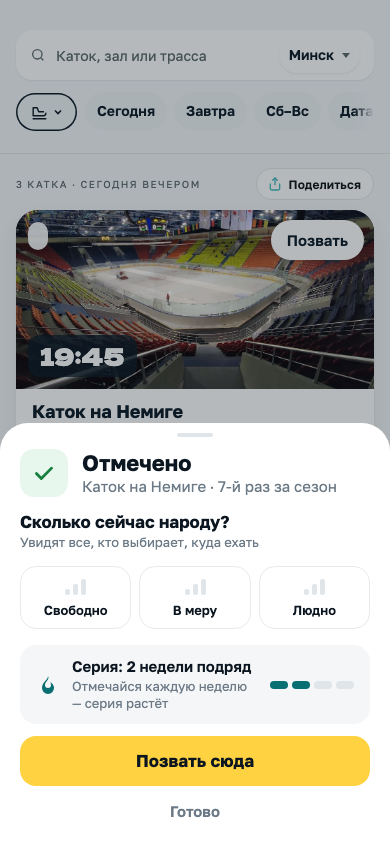 Каток, зал или трасса
Минск
Сегодня
Завтра
Сб–Вс
Дата
3 КАТКА · СЕГОДНЯ ВЕЧЕРОМ
Поделиться
Позвать
19:45
Каток на Немиге
Отмечено
Каток на Немиге · 7-й раз за сезон
Сколько сейчас народу?
Увидят все, кто выбирает, куда ехать
Свободно
В меру
Людно
Серия: 2 недели подряд
Отмечайся каждую неделю
— серия растёт
Позвать сюда
Готово